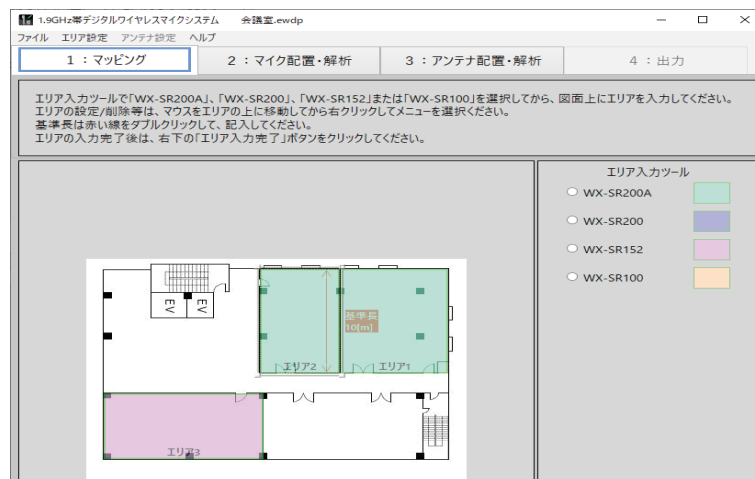 1.9GHz帯デジタルワイヤレスマイクシステム 会議室.ewdp
ファイル エリア設定 アンテナ設定 ヘルプ
1:マッピング 2:マイク配置・解析 3:アンテナ配置・解析 4:出力
エリア入力ツールで「WX-SR200A」、「WX-SR200」、「WX-SR152」または「WX-SR100」を選択してから、図面上にエリアを入力してください。
エリアの設定/削除等は、マウスをエリアの上に移動してから右クリックしてメニューを選択ください。
基準長は赤い線をダブルクリックして、記入してください。
エリアの入力完了後は、右下の「エリア入力完了」ボタンをクリックしてください。
エリア入力ツール
WX-SR200A
WX-SR200
WX-SR152
WX-SR100
EV EV
基準長
10[m]
エリア2 エリア1
エリア3